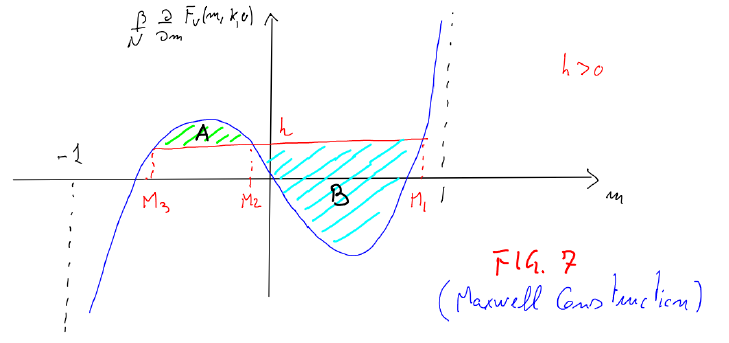 β/N ∂/∂m F_v(m, k, 0)
h > 0
h
A
-1
B
1
M3
M2
M1
m
FIG. 7
(Maxwell Construction)